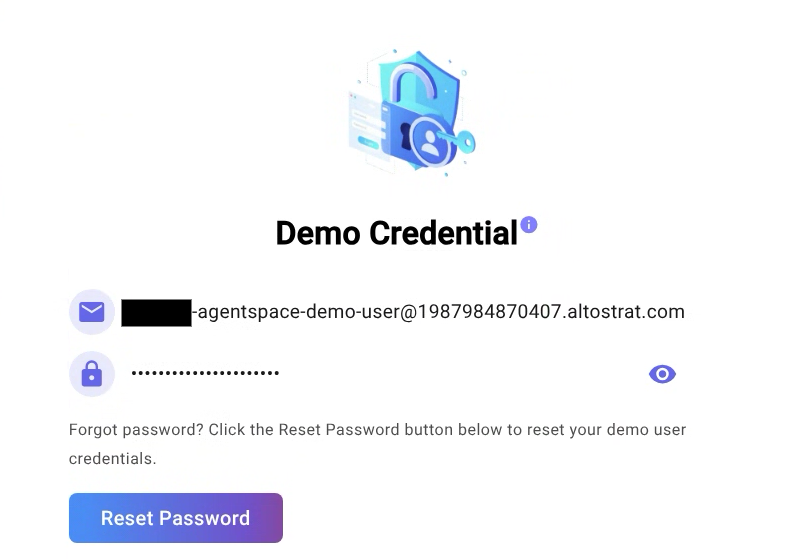 Demo Credential
-agentspace-demo-user@1987984870407.altostrat.com
••••••••••••••••••••••
Forgot password? Click the Reset Password button below to reset your demo user
credentials.
Reset Password